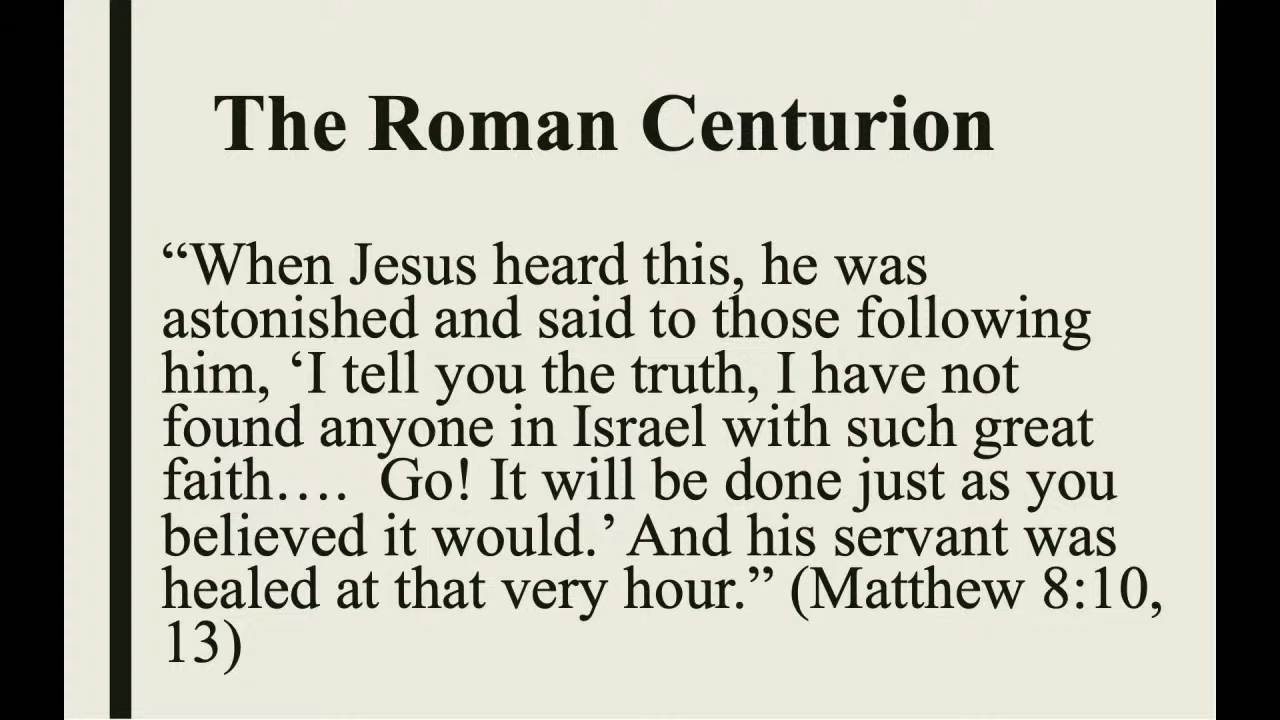 The Roman Centurion
“When Jesus heard this, he was
astonished and said to those following
him, ‘I tell you the truth, I have not
found anyone in Israel with such great
faith…. Go! It will be done just as you
believed it would.’ And his servant was
healed at that very hour.” (Matthew 8:10,
13)